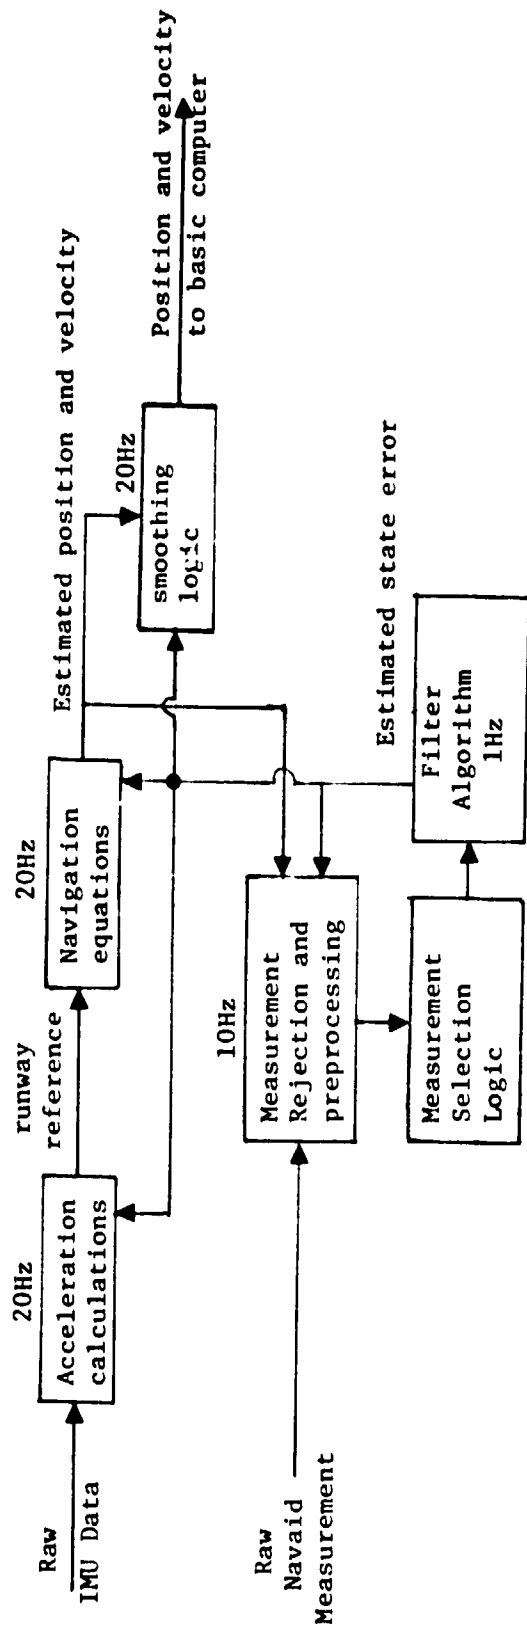 Raw
IMU Data
20Hz
Acceleration
calculations
runway
reference
20Hz
Navigation
equations
Estimated position and velocity
20Hz
smoothing
logic
Position and velocity
to basic computer
Raw
Navaid
Measurement
10Hz
Measurement
Rejection and
preprocessing
Measurement
Selection
Logic
Filter
Algorithm
1Hz
Estimated state error